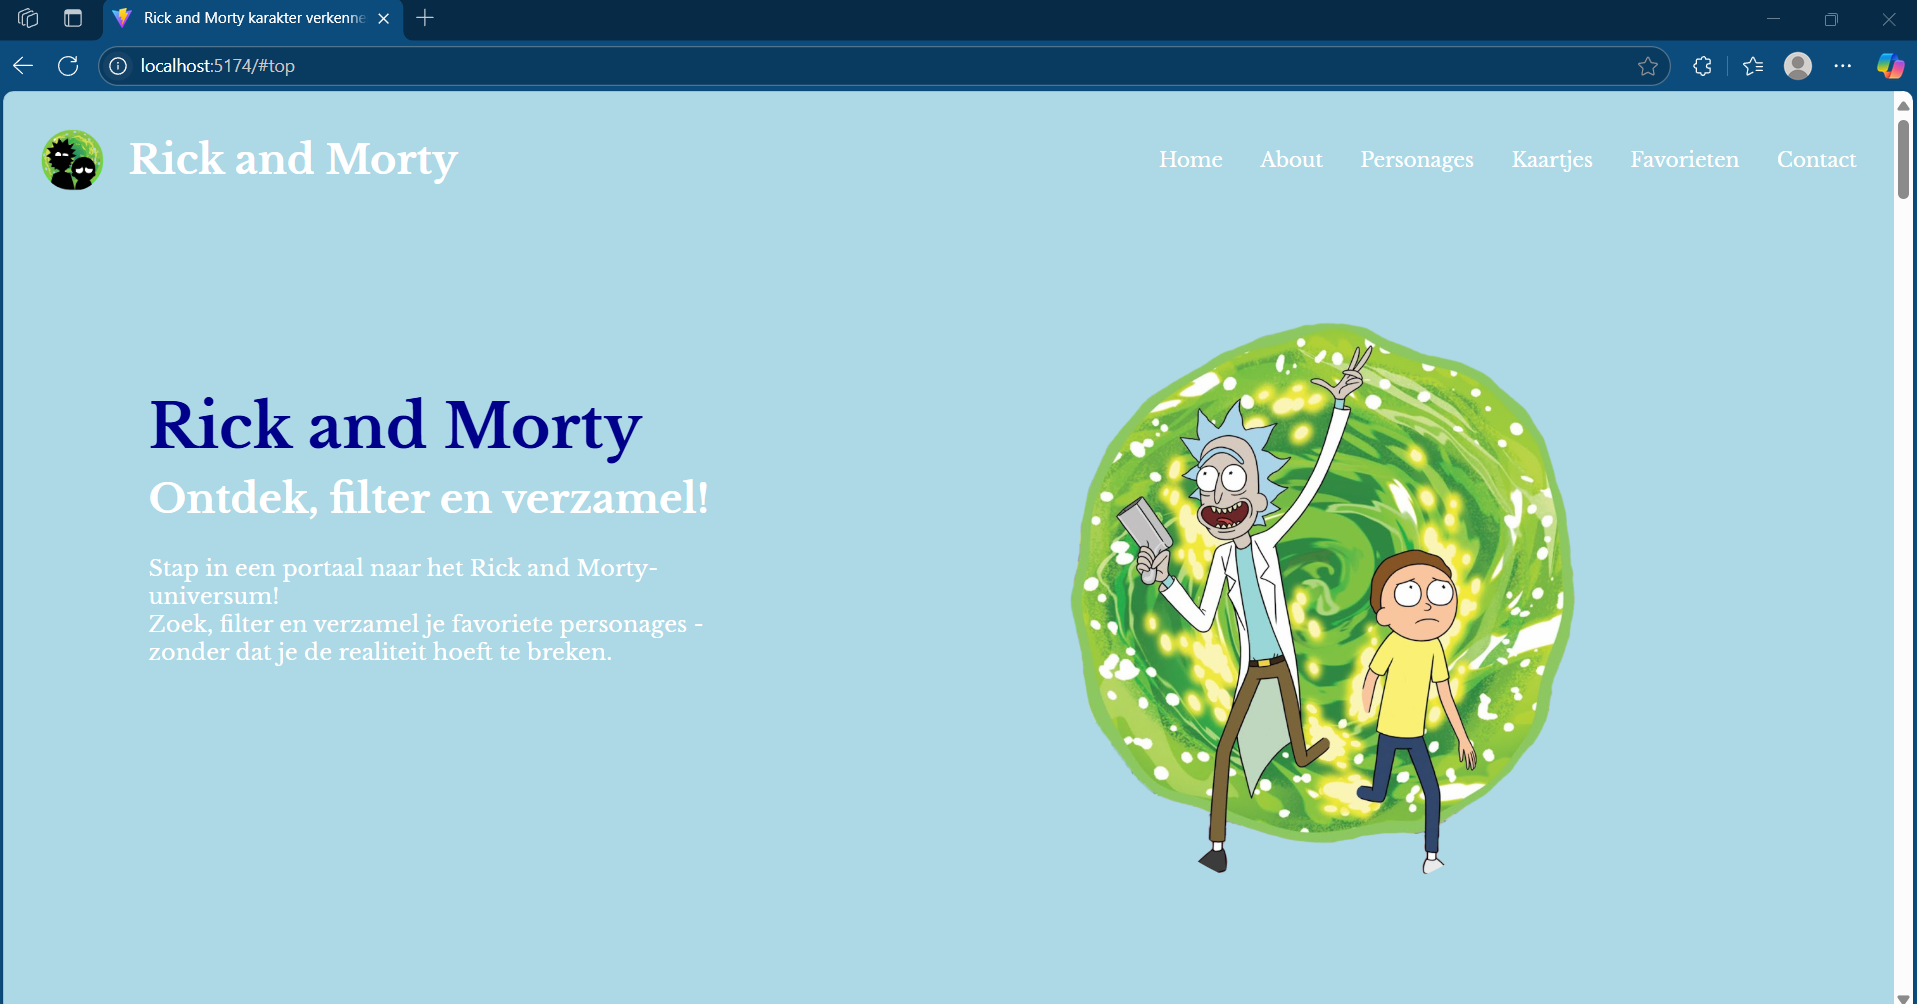 Rick and Morty karakter verkenne
localhost:5174/#top
Rick and Morty
Home About Personages Kaartjes Favorieten Contact
Rick and Morty
Ontdek, filter en verzamel!
Stap in een portaal naar het Rick and Morty-
universum!
Zoek, filter en verzamel je favoriete personages -
zonder dat je de realiteit hoeft te breken.